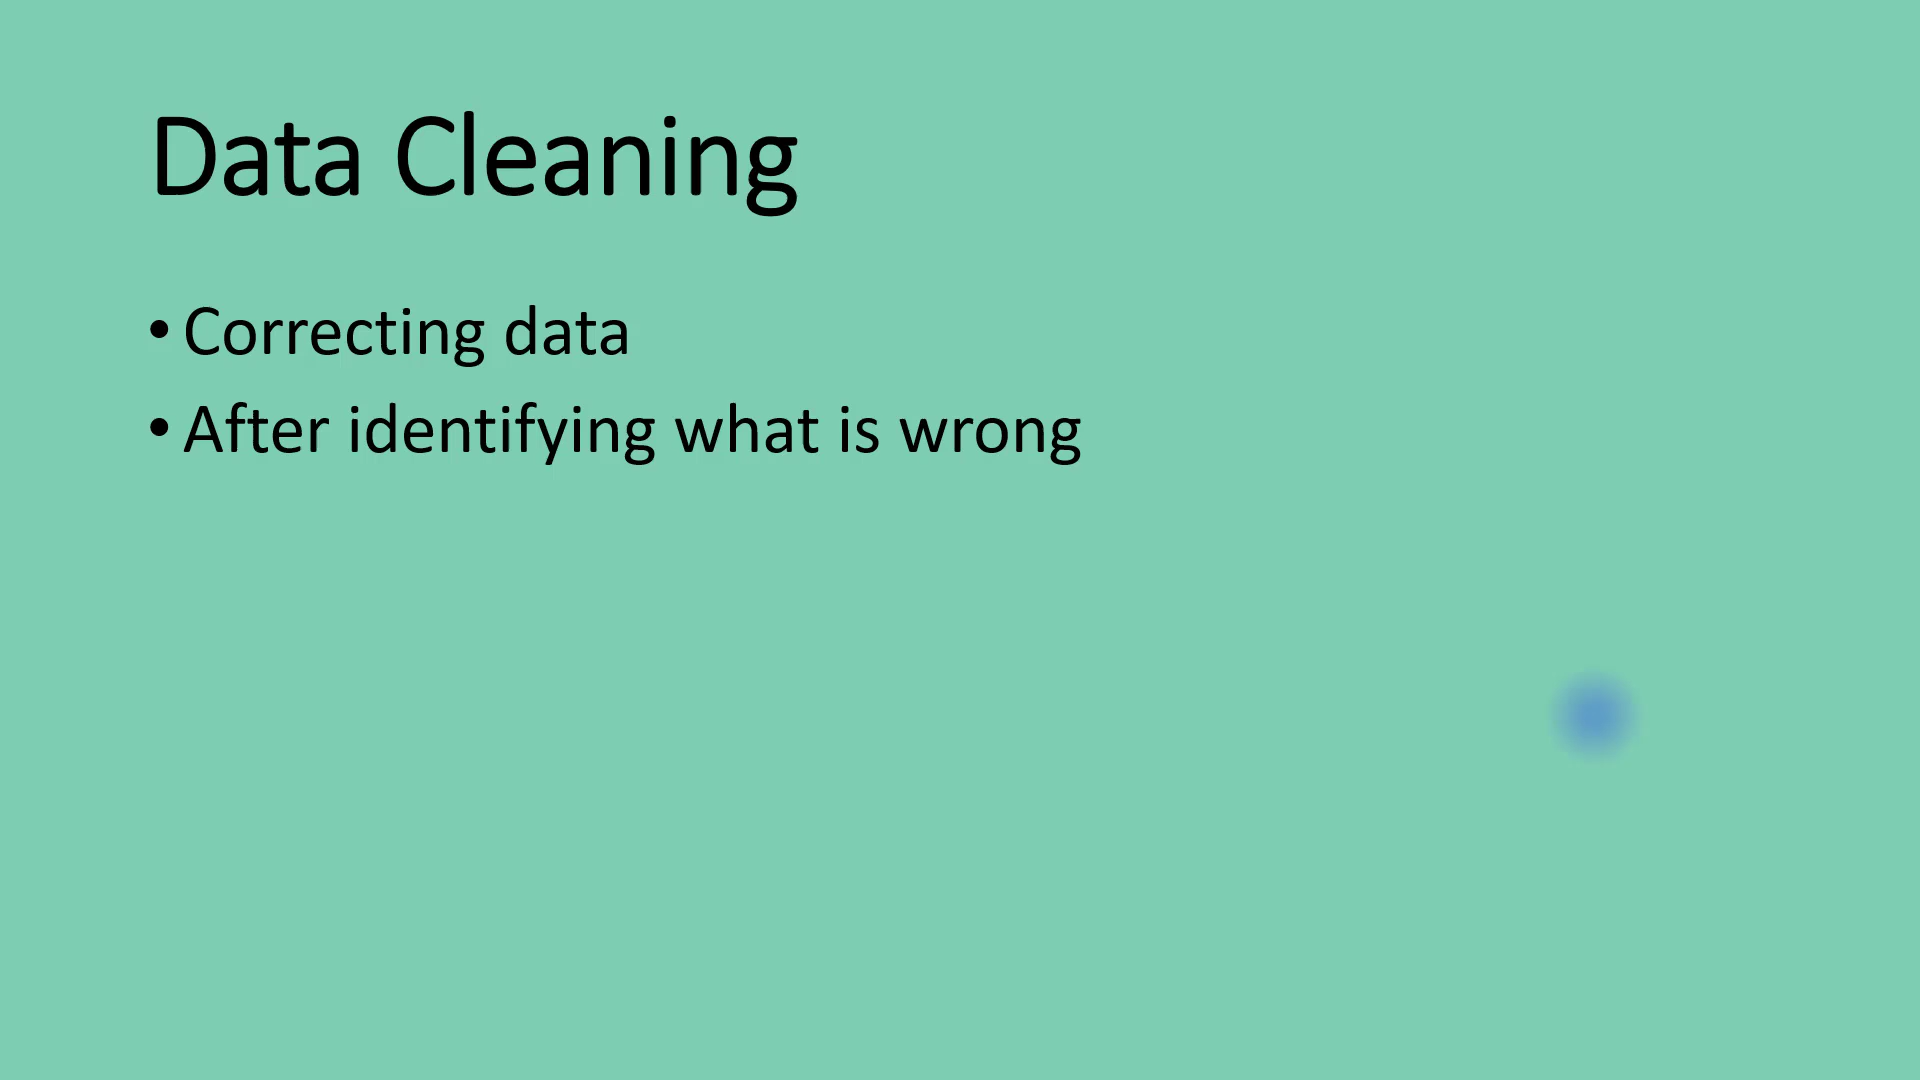 Data Cleaning
• Correcting data
• After identifying what is wrong